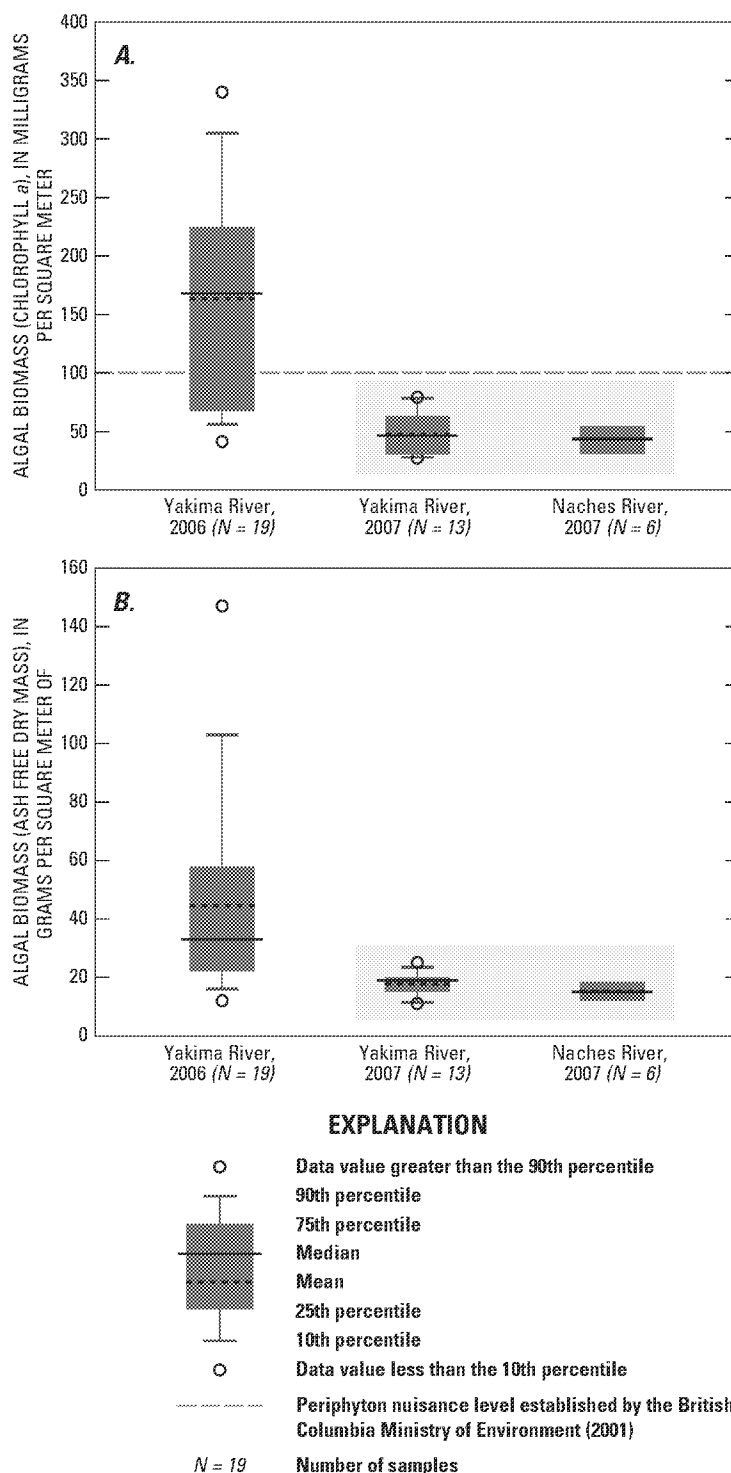 ALGAL BIOMASS (CHLOROPHYLL a), IN MILLIGRAMS
PER SQUARE METER
A.
400
350
300
250
200
150
100
50
0
Yakima River,
2006 (N = 19)
Yakima River,
2007 (N = 13)
Naches River,
2007 (N = 6)
ALGAL BIOMASS (ASH FREE DRY MASS), IN
GRAMS PER SQUARE METER OF
B.
160
140
120
100
80
60
40
20
0
Yakima River,
2006 (N = 19)
Yakima River,
2007 (N = 13)
Naches River,
2007 (N = 6)
EXPLANATION
Data value greater than the 90th percentile
90th percentile
75th percentile
Median
Mean
25th percentile
10th percentile
Data value less than the 10th percentile
Periphyton nuisance level established by the British
Columbia Ministry of Environment (2001)
N = 19 Number of samples